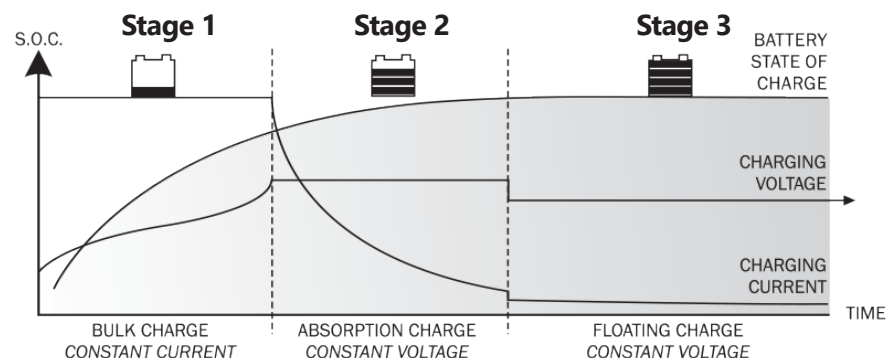 Stage 1
Stage 2
Stage 3
S.O.C.
BATTERY
STATE OF
CHARGE
CHARGING
VOLTAGE
CHARGING
CURRENT
TIME
BULK CHARGE
CONSTANT CURRENT
ABSORPTION CHARGE
CONSTANT VOLTAGE
FLOATING CHARGE
CONSTANT VOLTAGE